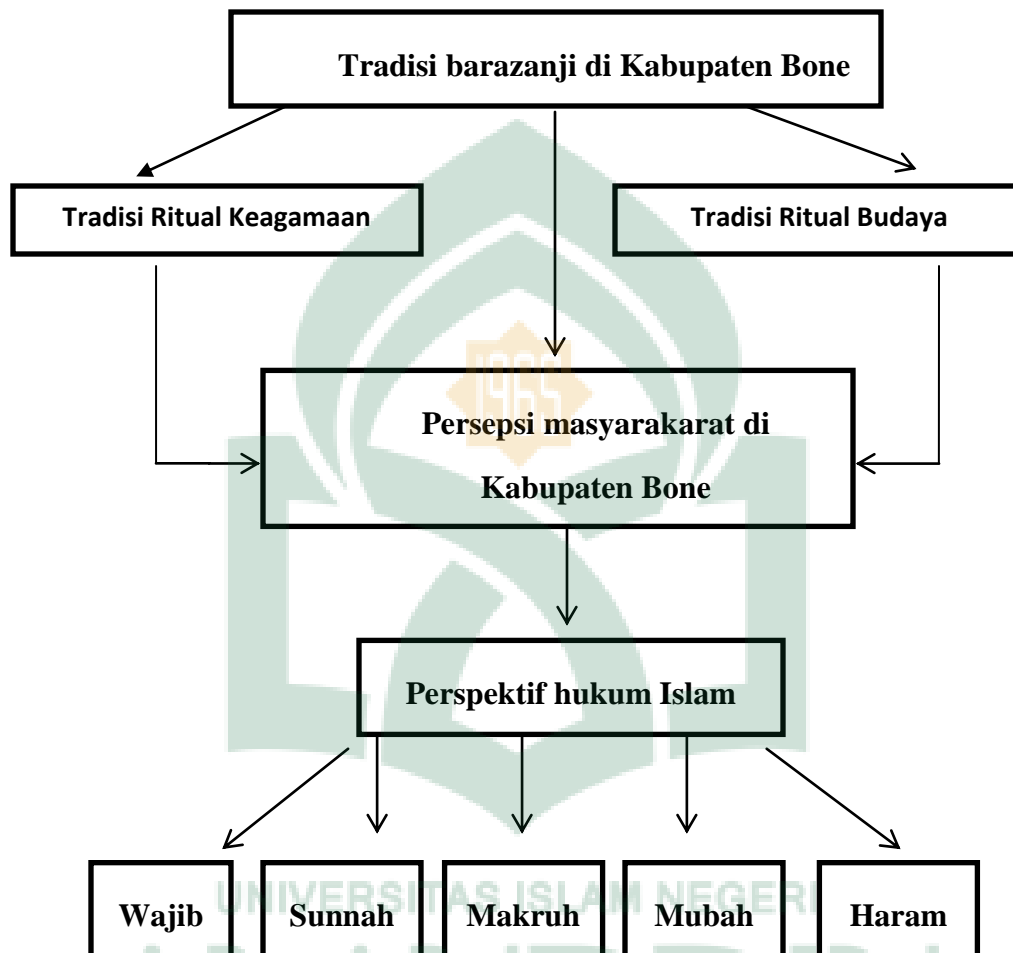 Tradisi barazanji di Kabupaten Bone
Tradisi Ritual Keagamaan
Tradisi Ritual Budaya
1965
Persepsi masyarakarat di
Kabupaten Bone
Perspektif hukum Islam
Wajib
Sunnah
Makruh
Mubah
Haram
UNIVERSITAS ISLAM NEGERI